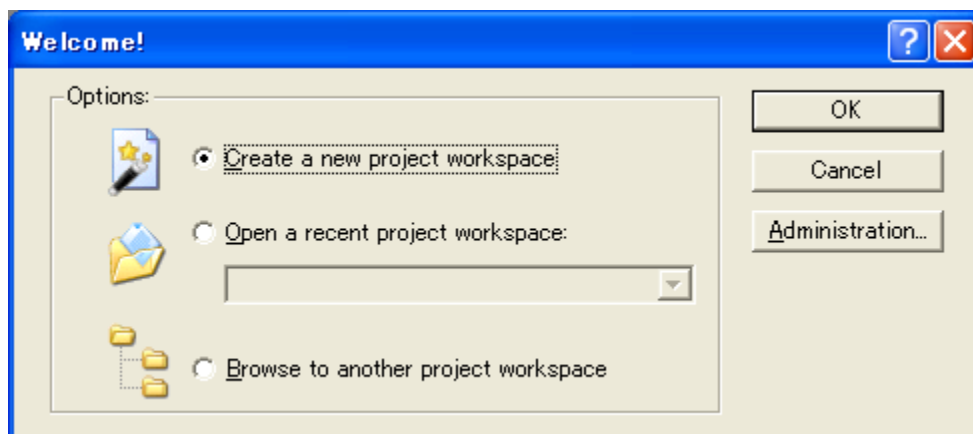 Welcome!
Options:
Create a new project workspace
Open a recent project workspace:
Browse to another project workspace
OK
Cancel
Administration...